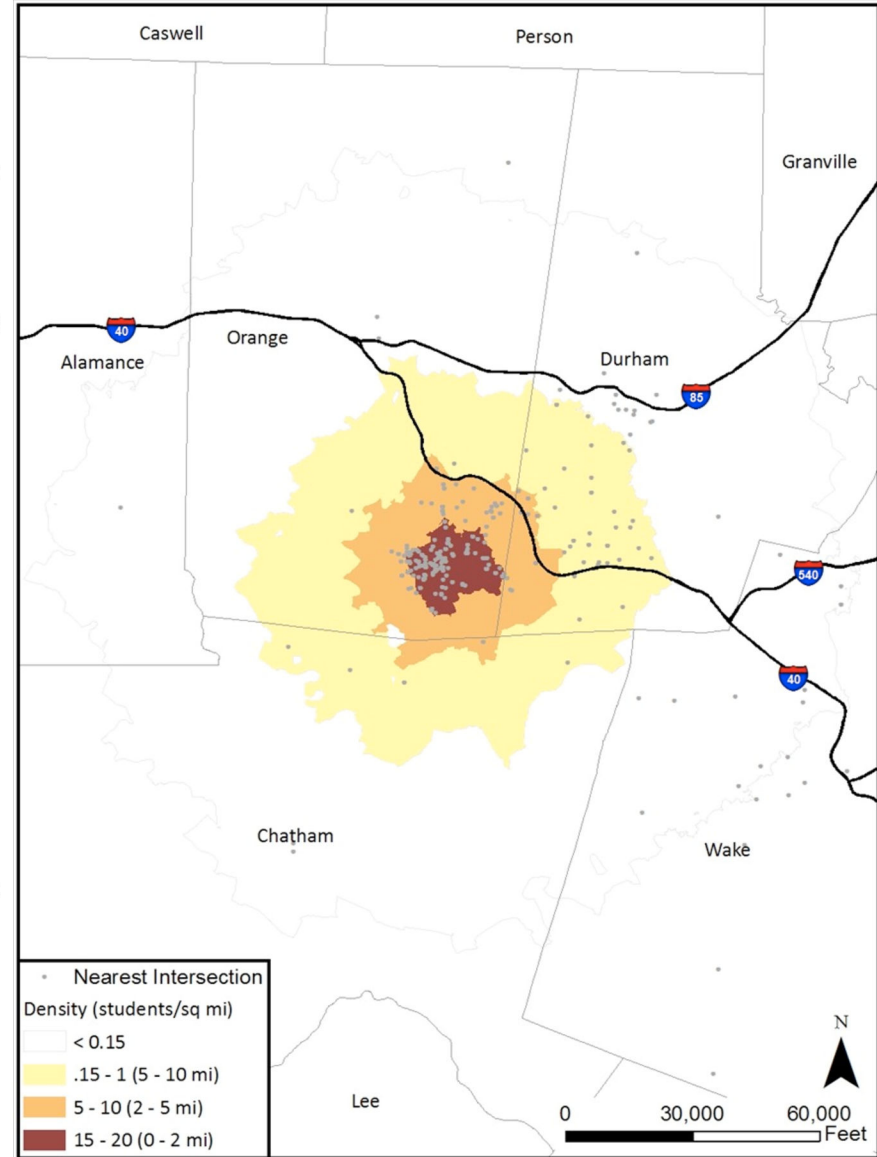 Caswell
Person
Granville
40
Orange
Alamance
Durham
85
540
40
Chatham
Wake
Nearest Intersection
Density (students/sq mi)
< 0.15
.15 - 1 (5 - 10 mi)
5 - 10 (2 - 5 mi)
15 - 20 (0 - 2 mi)
Lee
N
0 30,000 60,000
Feet